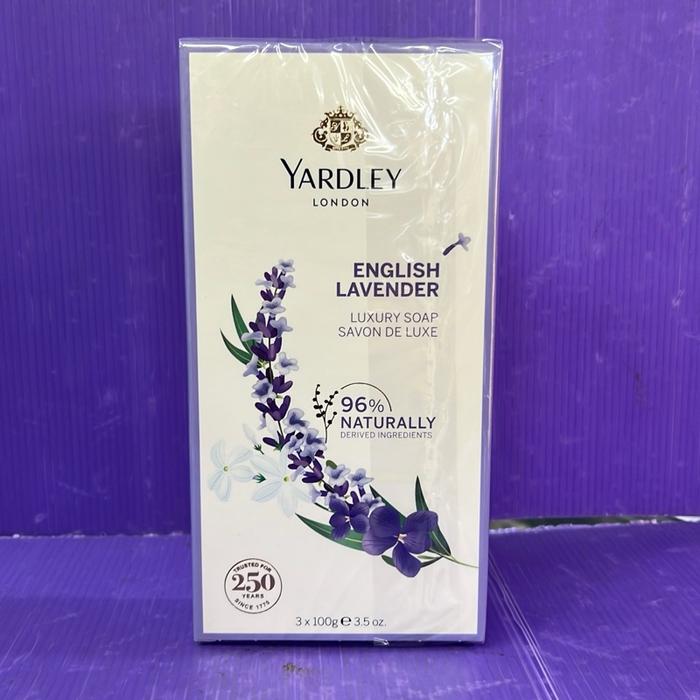 YARDLEY
LONDON
ENGLISH
LAVENDER
LUXURY SOAP
SAVON DE LUXE
96%
NATURALLY
DERIVED INGREDIENTS
TRUSTED FOR
250
YEARS
SINCE 1770
3 x 100g ℮ 3.5 oz.